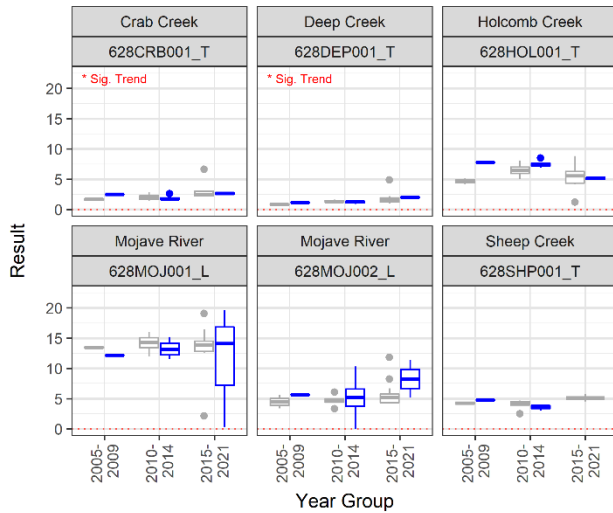 Crab Creek
Deep Creek
Holcomb Creek
628CRB001_T
628DEP001_T
628HOL001_T
* Sig. Trend
* Sig. Trend
20
15
10
5
0
Mojave River
Mojave River
Sheep Creek
628MOJ001_L
628MOJ002_L
628SHP001_T
20
15
10
5
0
Result
2005-
2009
2010-
2014
2015-
2021
2005-
2009
2010-
2014
2015-
2021
2005-
2009
2010-
2014
2015-
2021
Year Group